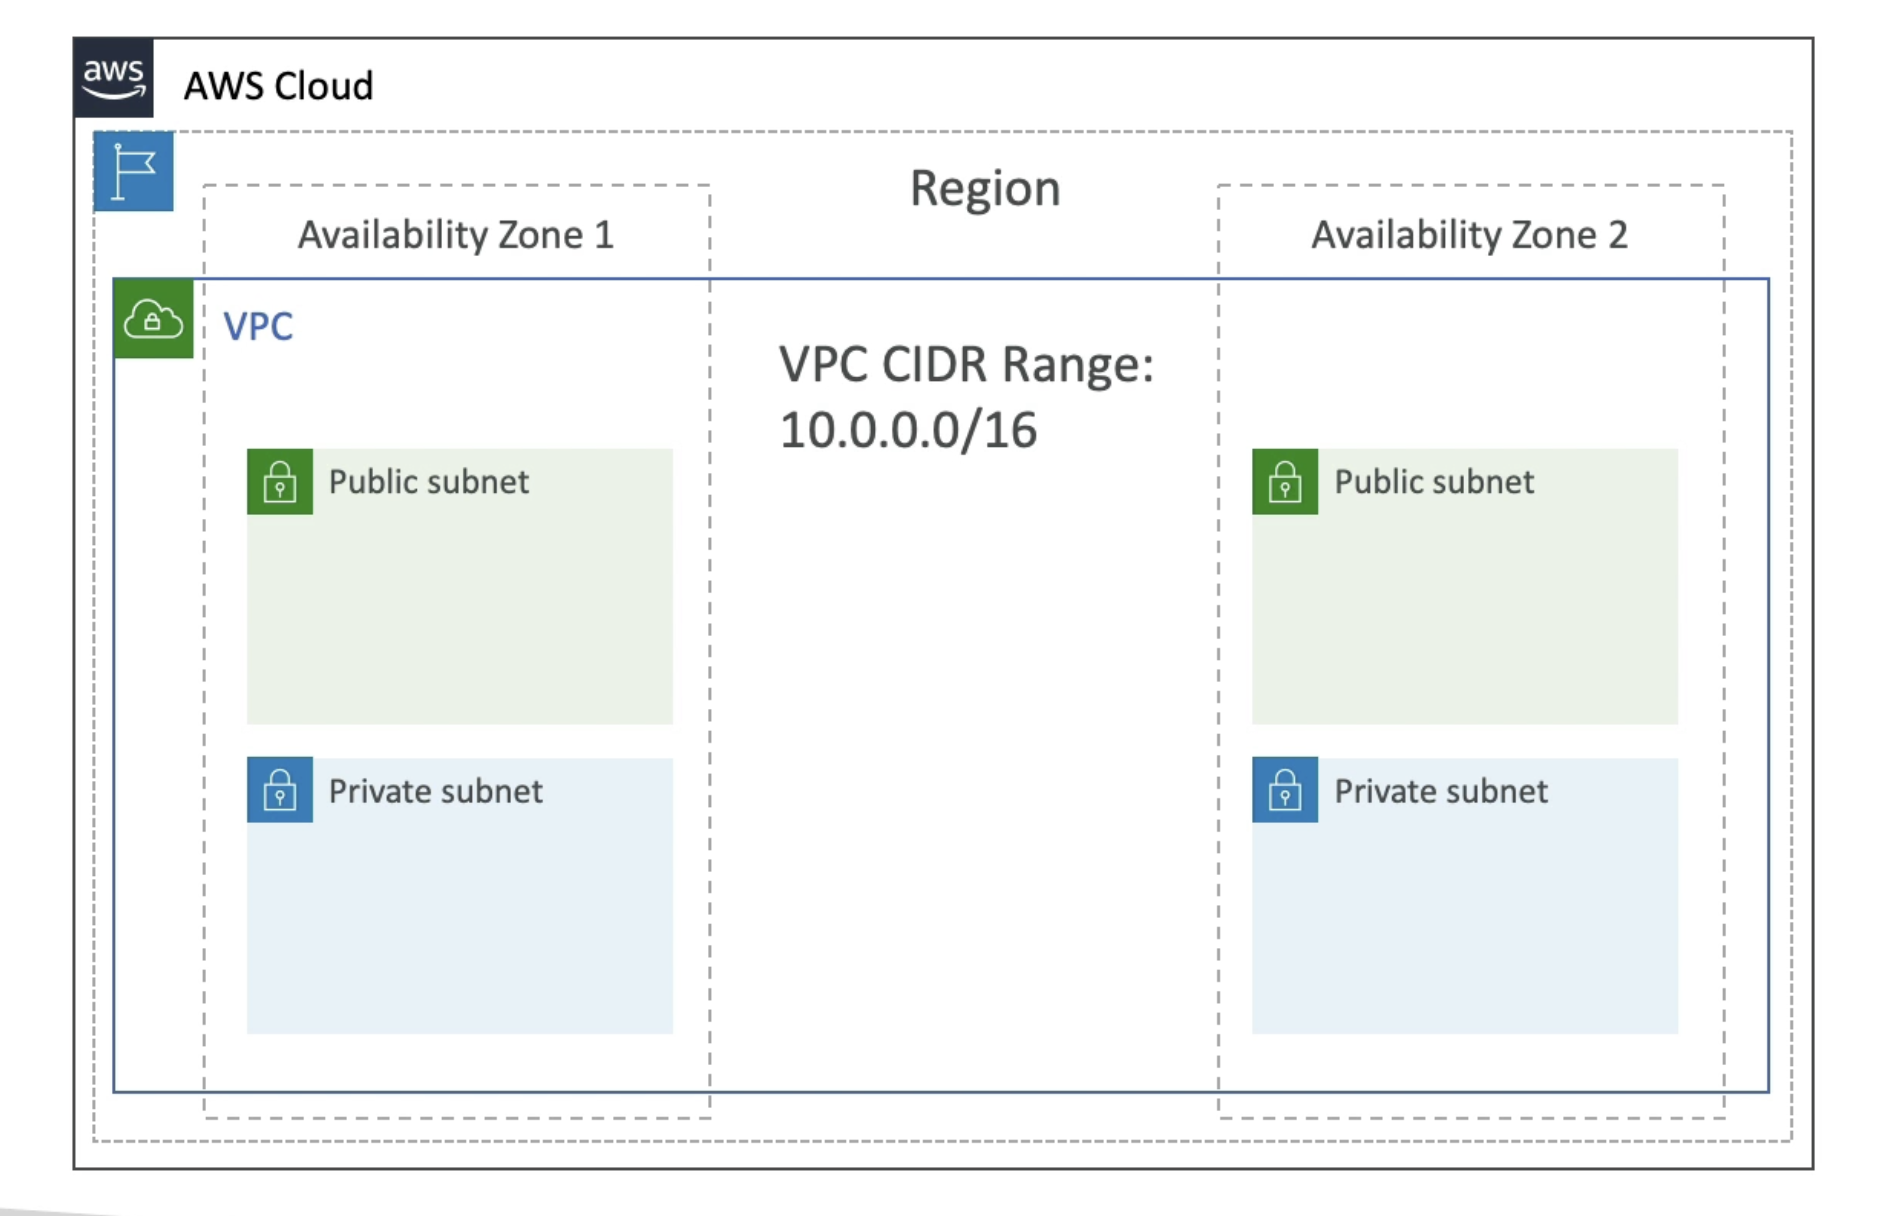 aws
AWS Cloud
Region
Availability Zone 1
Availability Zone 2
VPC
VPC CIDR Range:
10.0.0.0/16
Public subnet
Public subnet
Private subnet
Private subnet